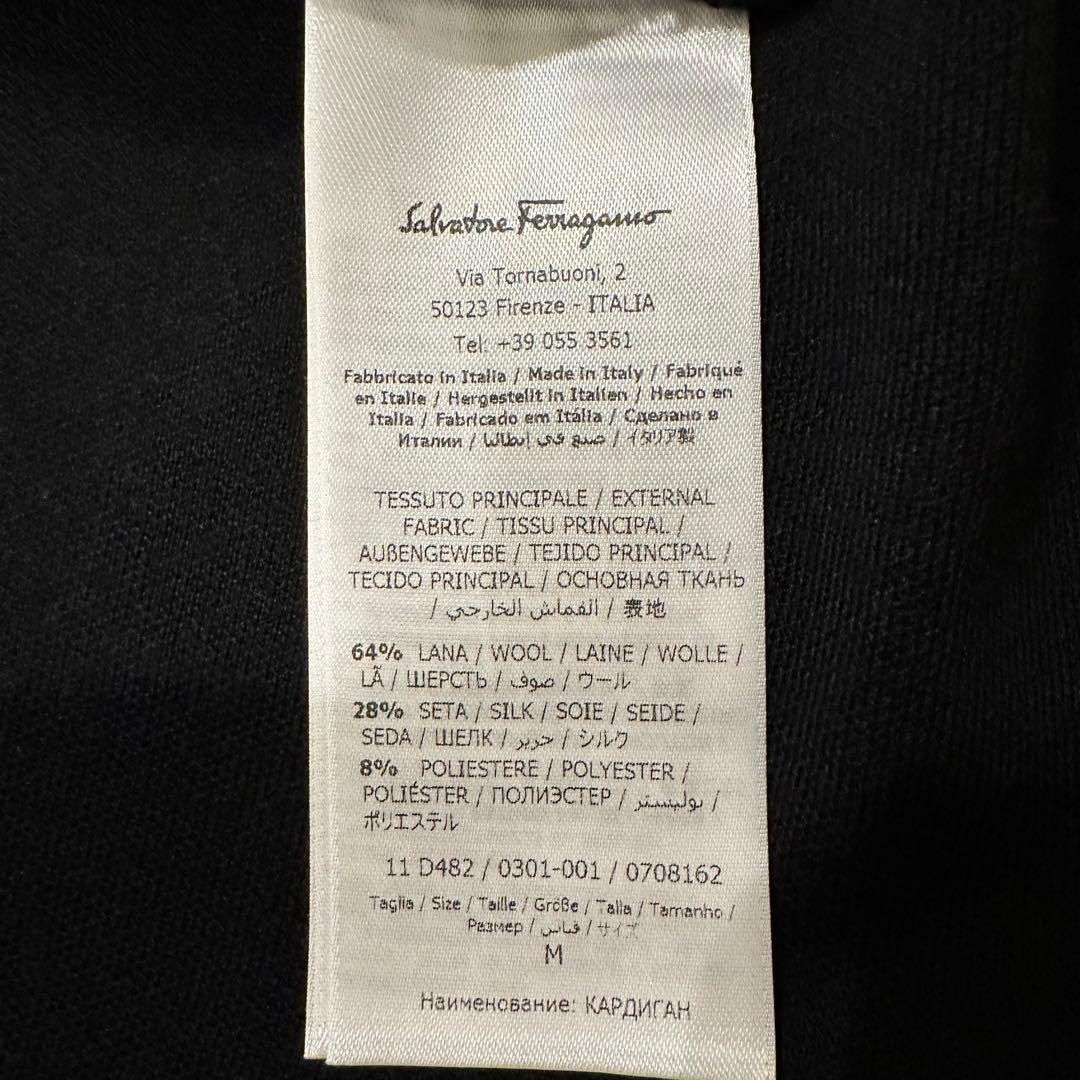 Salvatore Ferragamo
Via Tornabuoni, 2
50123 Firenze - ITALIA
Tel: +39 055 3561
Fabbricato in Italia / Made in Italy / Fabriqué
en Italie / Hergestellt in Italien / Hecho en
Italia / Fabricado em Itália / Сделано в
Италии / صنع في إيطاليا / イタリア製
TESSUTO PRINCIPALE / EXTERNAL
FABRIC / TISSU PRINCIPAL /
AUßENGEWEBE / TEJIDO PRINCIPAL /
TECIDO PRINCIPAL / ОСНОВНАЯ ТКАНЬ
/ القماش الخارجي / 表地
64% LANA / WOOL / LAINE / WOLLE /
LÃ / ШЕРСТЬ / صوف / ウール
28% SETA / SILK / SOIE / SEIDE /
SEDA / ШЕЛК / حرير / シルク
8% POLIESTERE / POLYESTER /
POLIÉSTER / ПОЛИЭСТЕР / بوليستر /
ポリエステル
11 D482 / 0301-001 / 0708162
Taglia / Size / Taille / Größe / Talla / Tamanho /
Размер / قياس / サイズ
M
Наименование: КАРДИГАН